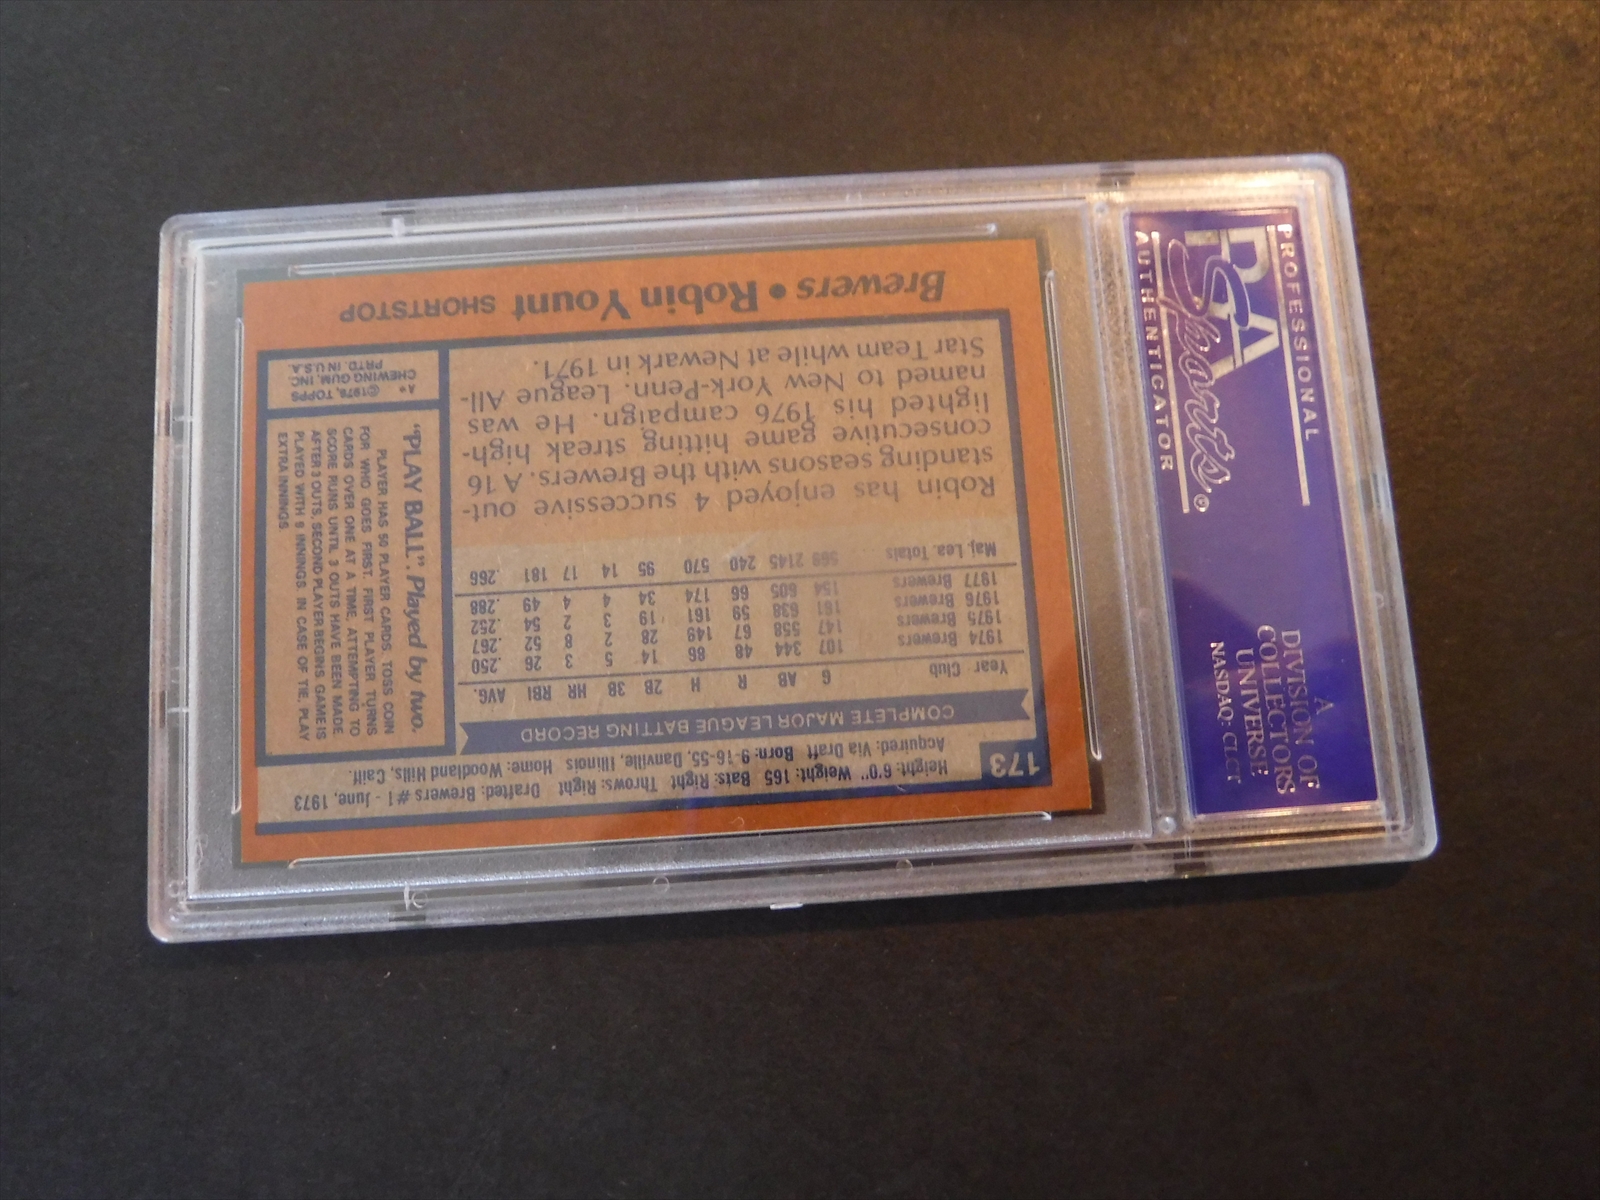 173
Height: 6'0" Weight: 165 Bats: Right Throws: Right Drafted: Brewers #1 - June, 1973
Acquired: Via Draft Born: 9-16-55, Danville, Illinois Home: Woodland Hills, Calif.
COMPLETE MAJOR LEAGUE BATTING RECORD
Year Club G AB R H 2B 3B HR RBI AVG.
1974 Brewers 107 344 48 86 14 5 3 26 .250
1975 Brewers 147 558 67 149 28 2 8 52 .267
1976 Brewers 161 638 59 161 19 3 2 54 .252
1977 Brewers 154 605 66 174 34 4 4 49 .288
Maj. Lea. Totals 569 2145 240 570 95 14 17 181 .266
Robin has enjoyed 4 successive out-
standing seasons with the Brewers. A 16
consecutive game hitting streak high-
lighted his 1976 campaign. He was
named to New York-Penn. League All-
Star Team while at Newark in 1971.
Brewers • Robin Yount SHORTSTOP
"PLAY BALL". Played by two.
PLAYER HAS 50 PLAYER CARDS. TOSS COIN
FOR WHO GOES FIRST. FIRST PLAYER TURNS
CARDS OVER ONE AT A TIME, ATTEMPTING TO
SCORE RUNS UNTIL 3 OUTS HAVE BEEN MADE.
AFTER 3 OUTS, SECOND PLAYER BEGINS. GAME IS
PLAYED WITH 9 INNINGS. IN CASE OF TIE, PLAY
EXTRA INNINGS.
A* ©1978, TOPPS
CHEWING GUM, INC.
PRTD. IN U.S.A.
PROFESSIONAL
PSA
Sports
AUTHENTICATOR
A
DIVISION OF
COLLECTORS
UNIVERSE
NASDAQ: CLCT